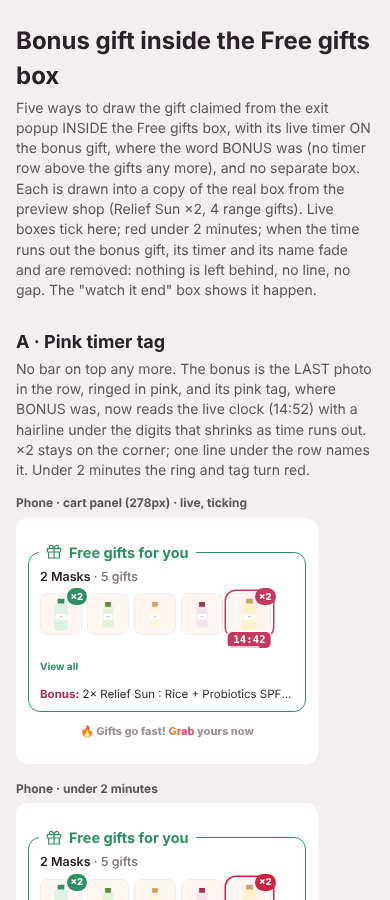 Bonus gift inside the Free gifts
box
Five ways to draw the gift claimed from the exit
popup INSIDE the Free gifts box, with its live timer ON
the bonus gift, where the word BONUS was (no timer
row above the gifts any more), and no separate box.
Each is drawn into a copy of the real box from the
preview shop (Relief Sun ×2, 4 range gifts). Live
boxes tick here; red under 2 minutes; when the time
runs out the bonus gift, its timer and its name fade
and are removed: nothing is left behind, no line, no
gap. The "watch it end" box shows it happen.
A · Pink timer tag
No bar on top any more. The bonus is the LAST photo
in the row, ringed in pink, and its pink tag, where
BONUS was, now reads the live clock (14:52) with a
hairline under the digits that shrinks as time runs out.
×2 stays on the corner; one line under the row names
it. Under 2 minutes the ring and tag turn red.
Phone · cart panel (278px) · live, ticking
Free gifts for you
2 Masks · 5 gifts
×2 ×2
14:42
View all
Bonus: 2× Relief Sun : Rice + Probiotics SPF...
🔥 Gifts go fast! Grab yours now
Phone · under 2 minutes
Free gifts for you
2 Masks · 5 gifts
×2 ×2